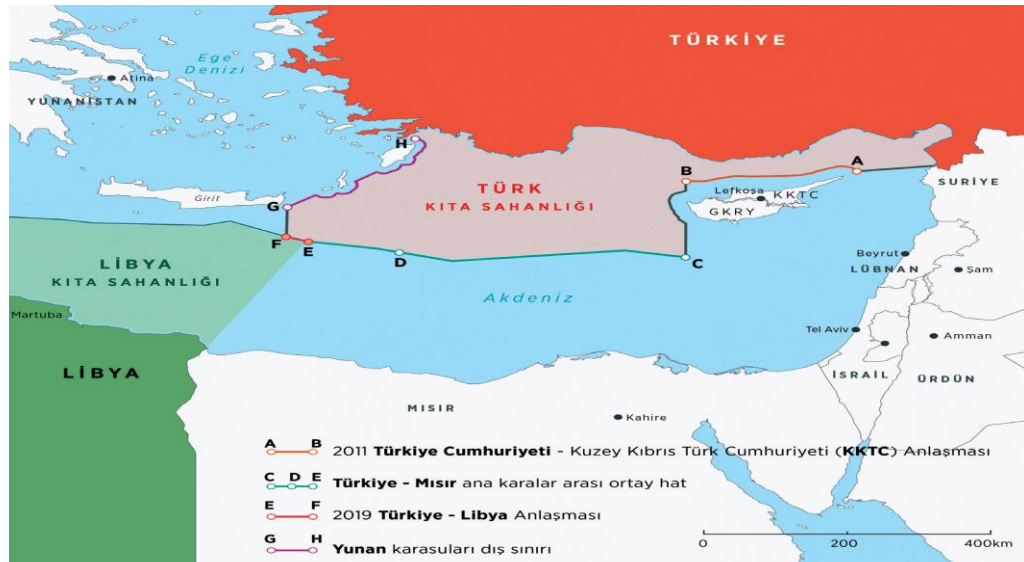 TÜRKİYE
Ege
Denizi
Atina
YUNANİSTAN
H
B
A
TÜRK
KITA SAHANLIĞI
Lefkoşa
KKTC
GKRY
SURİYE
Girit
G
F
E
D
C
LİBYA
KITA SAHANLIĞI
Akdeniz
Beyrut
LÜBNAN
Şam
Martuba
Tel Aviv
Amman
LİBYA
İSRAİL
ÜRDÜN
MISIR
Kahire
A B 2011 Türkiye Cumhuriyeti - Kuzey Kıbrıs Türk Cumhuriyeti (KKTC) Anlaşması
C D E Türkiye - Mısır ana karalar arası ortay hat
E F 2019 Türkiye - Libya Anlaşması
G H Yunan karasuları dış sınırı
0 200 400km